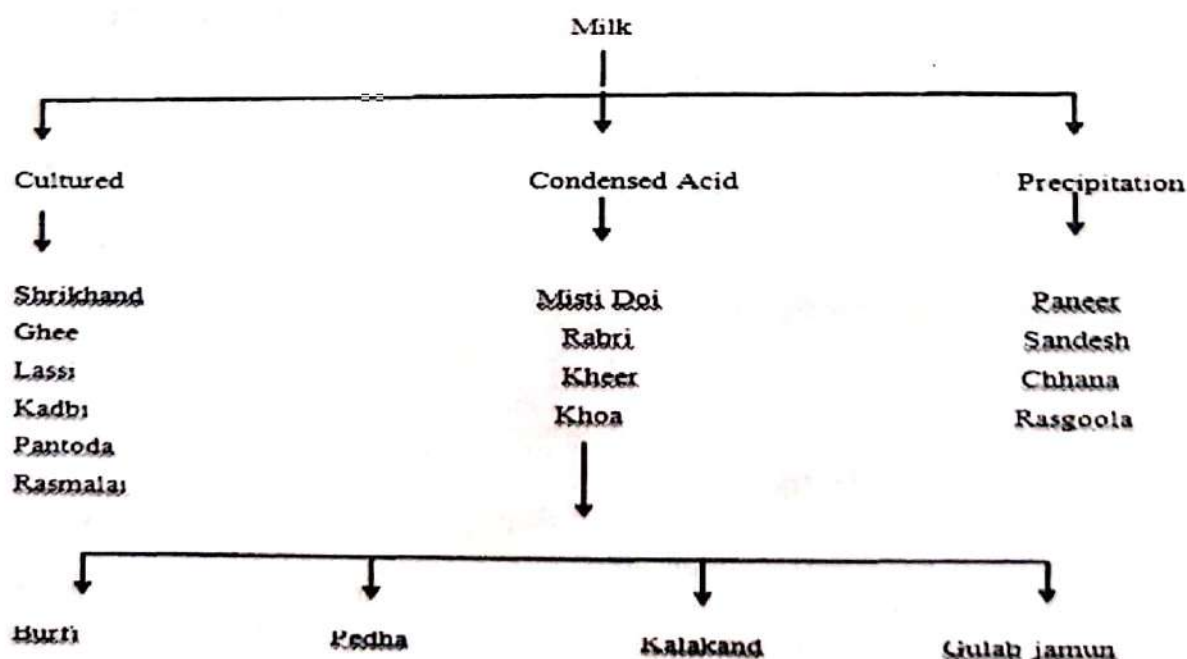 Milk
Cultured Condensed Acid Precipitation
Shrikhand Misti Doi Paneer
Ghee Rabri Sandesh
Lassi Kheer Chhana
Kadbi Khoa Rasgoola
Pantoda
Rasmalai
Burfi Pedha Kalakand Gulab jamun